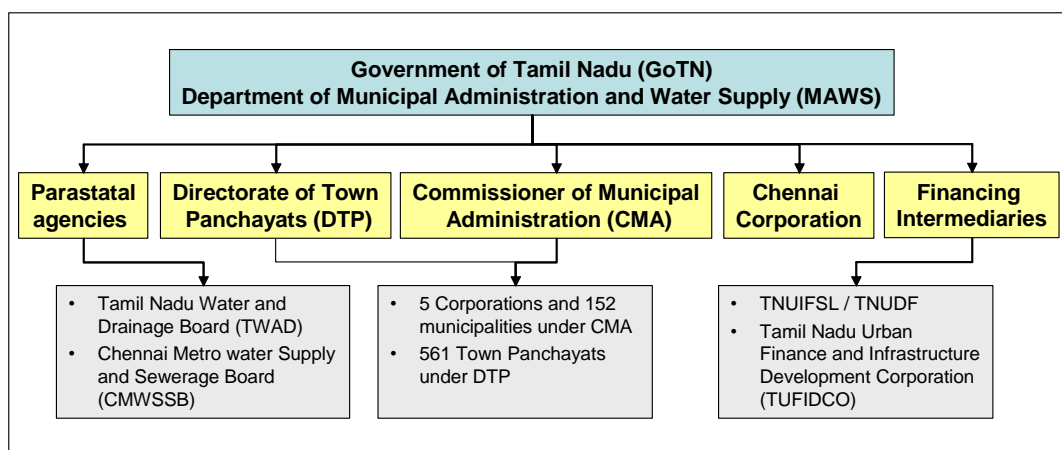 Government of Tamil Nadu (GoTN)
Department of Municipal Administration and Water Supply (MAWS)
Parastatal
agencies
Directorate of Town
Panchayats (DTP)
Commissioner of Municipal
Administration (CMA)
Chennai
Corporation
Financing
Intermediaries
• Tamil Nadu Water and
Drainage Board (TWAD)
• Chennai Metro water Supply
and Sewerage Board
(CMWSSB)
• 5 Corporations and 152
municipalities under CMA
• 561 Town Panchayats
under DTP
• TNUIFSL / TNUDF
• Tamil Nadu Urban
Finance and Infrastructure
Development Corporation
(TUFIDCO)